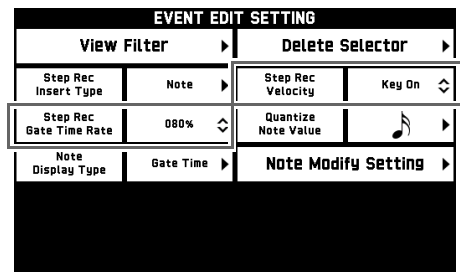 EVENT EDIT SETTING
View Filter
Delete Selector
Step Rec
Insert Type
Note
Step Rec
Velocity
Key On
Step Rec
Gate Time Rate
080%
Quantize
Note Value
Note
Display Type
Gate Time
Note Modify Setting